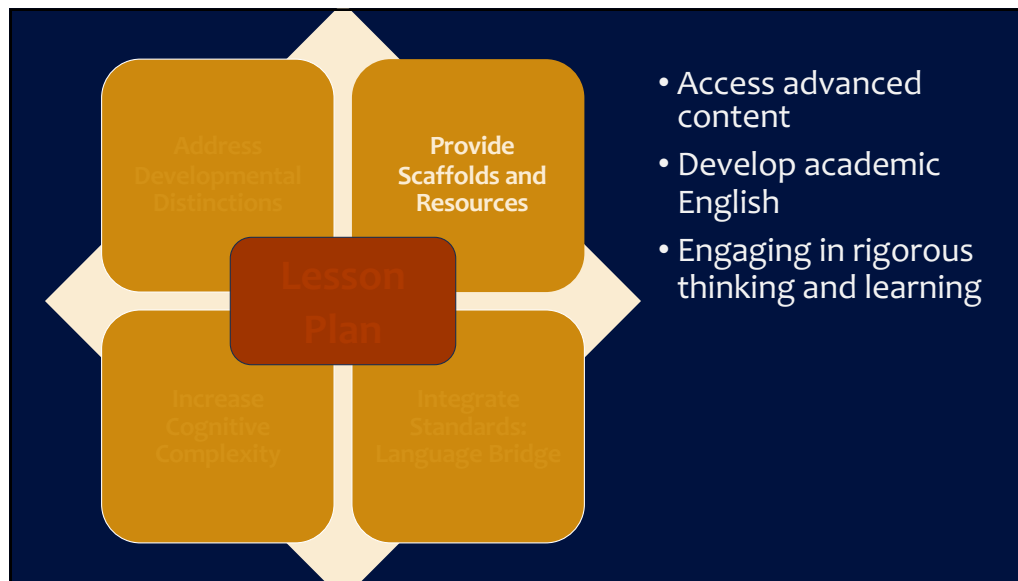 Address
Developmental
Distinctions
Provide
Scaffolds and
Resources
Lesson
Plan
Increase
Cognitive
Complexity
Integrate
Standards:
Language Bridge
• Access advanced
content
• Develop academic
English
• Engaging in rigorous
thinking and learning